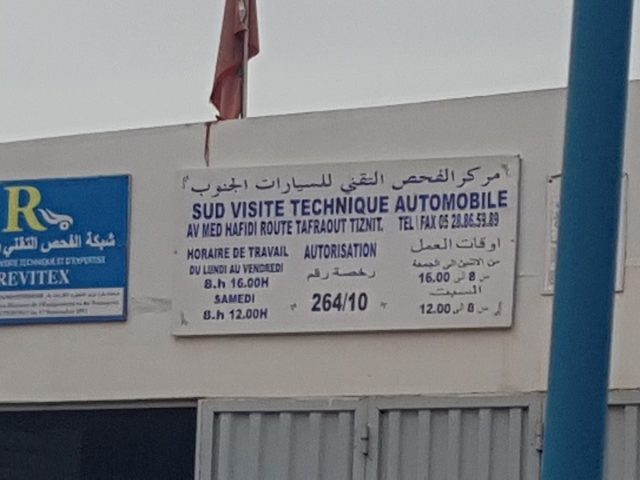 R
شبكة الفحص التقني
REVITEX
مركز الفحص التقني للسيارات الجنوب
SUD VISITE TECHNIQUE AUTOMOBILE
AV MED HAFIDI ROUTE TAFRAOUT TIZNIT. TEL \ FAX 05 28.86.59.89
HORAIRE DE TRAVAIL
DU LUNDI AU VENDREDI
8.h 16.00H
SAMEDI
8.h 12.00H
AUTORISATION
رخصة رقم
264/10
اوقات العمل
من الاثنين الى الجمعة
من 8 الى 16.00
السبت
من 8 الى 12.00